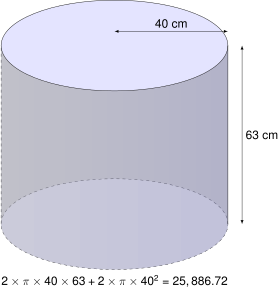 40 cm
63 cm
2 × π × 40 × 63 + 2 × π × 40² = 25,886.72